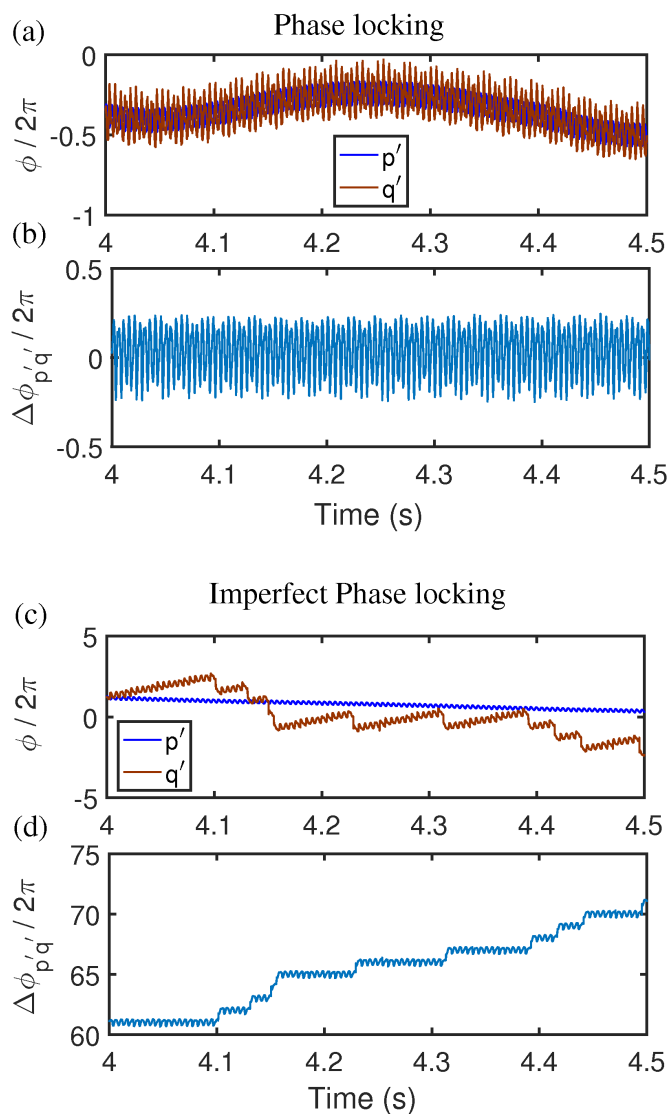 (a)
Phase locking
0
-0.5
-1
ϕ / 2π
p′
q′
4 4.1 4.2 4.3 4.4 4.5
(b)
0.5
0
-0.5
Δϕp′q′ / 2π
4 4.1 4.2 4.3 4.4 4.5
Time (s)
Imperfect Phase locking
(c)
5
0
-5
ϕ / 2π
p′
q′
4 4.1 4.2 4.3 4.4 4.5
(d)
75
70
65
60
Δϕp′q′ / 2π
4 4.1 4.2 4.3 4.4 4.5
Time (s)